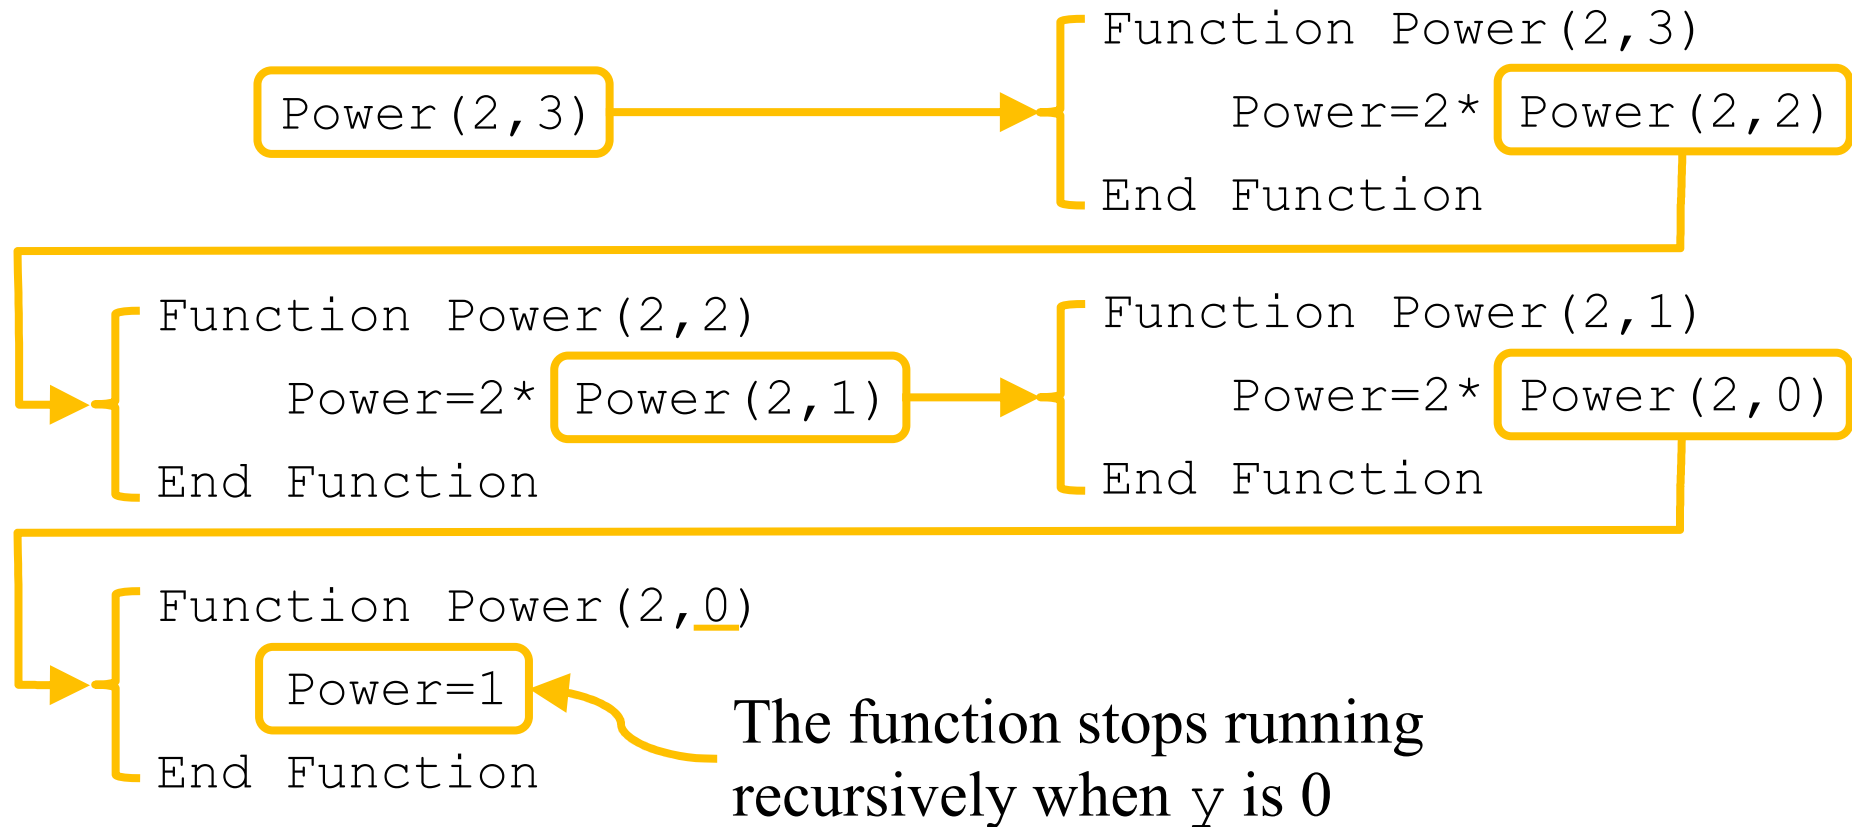 Power(2,3)
Function Power(2,3)
Power=2* Power(2,2)
End Function
Function Power(2,2)
Power=2* Power(2,1)
End Function
Function Power(2,1)
Power=2* Power(2,0)
End Function
Function Power(2,0)
Power=1
End Function
The function stops running
recursively when y is 0